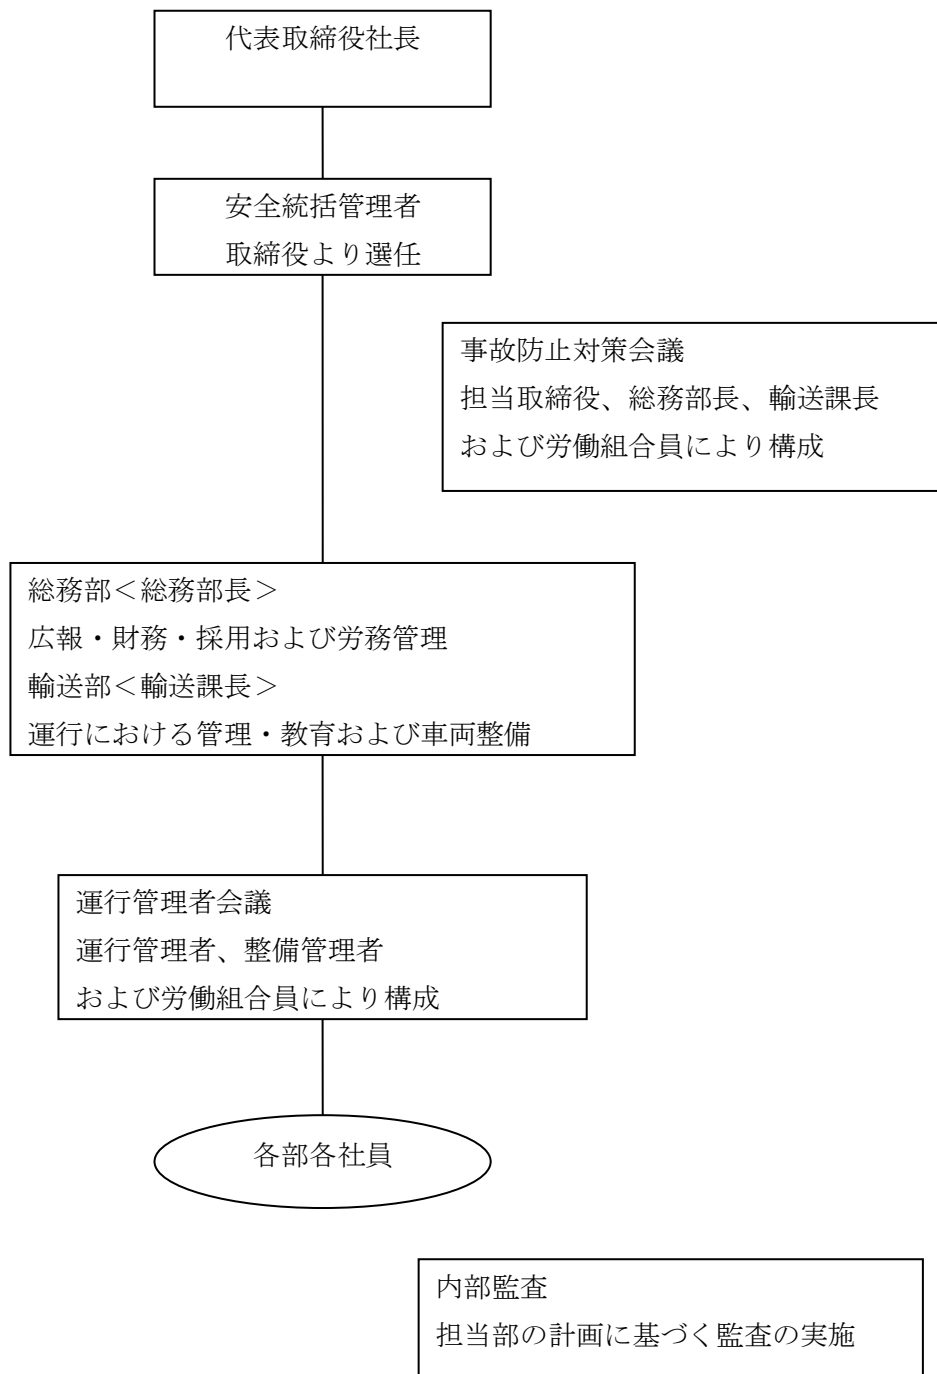 代表取締役社長
安全統括管理者
取締役より選任
事故防止対策会議
担当取締役、総務部長、輸送課長
および労働組合員により構成
総務部＜総務部長＞
広報・財務・採用および労務管理
輸送部＜輸送課長＞
運行における管理・教育および車両整備
運行管理者会議
運行管理者、整備管理者
および労働組合員により構成
各部各社員
内部監査
担当部の計画に基づく監査の実施